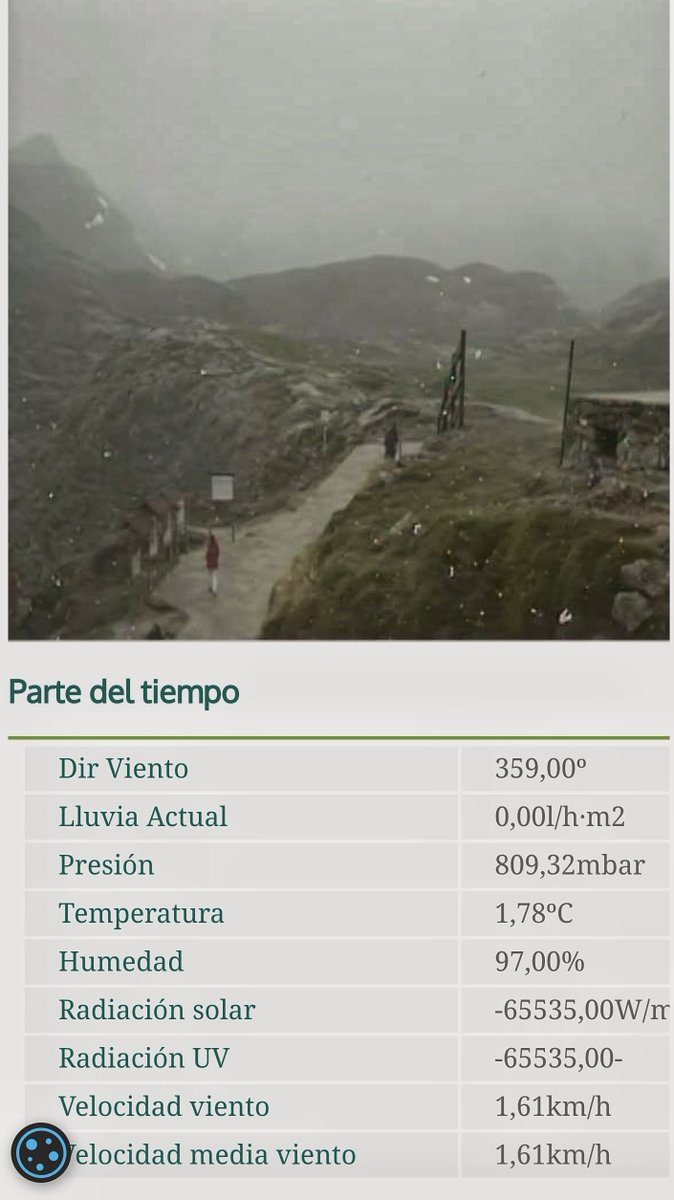 Parte del tiempo
Dir Viento 359,00º
Lluvia Actual 0,00l/h·m2
Presión 809,32mbar
Temperatura 1,78ºC
Humedad 97,00%
Radiación solar -65535,00W/m
Radiación UV -65535,00-
Velocidad viento 1,61km/h
Velocidad media viento 1,61km/h